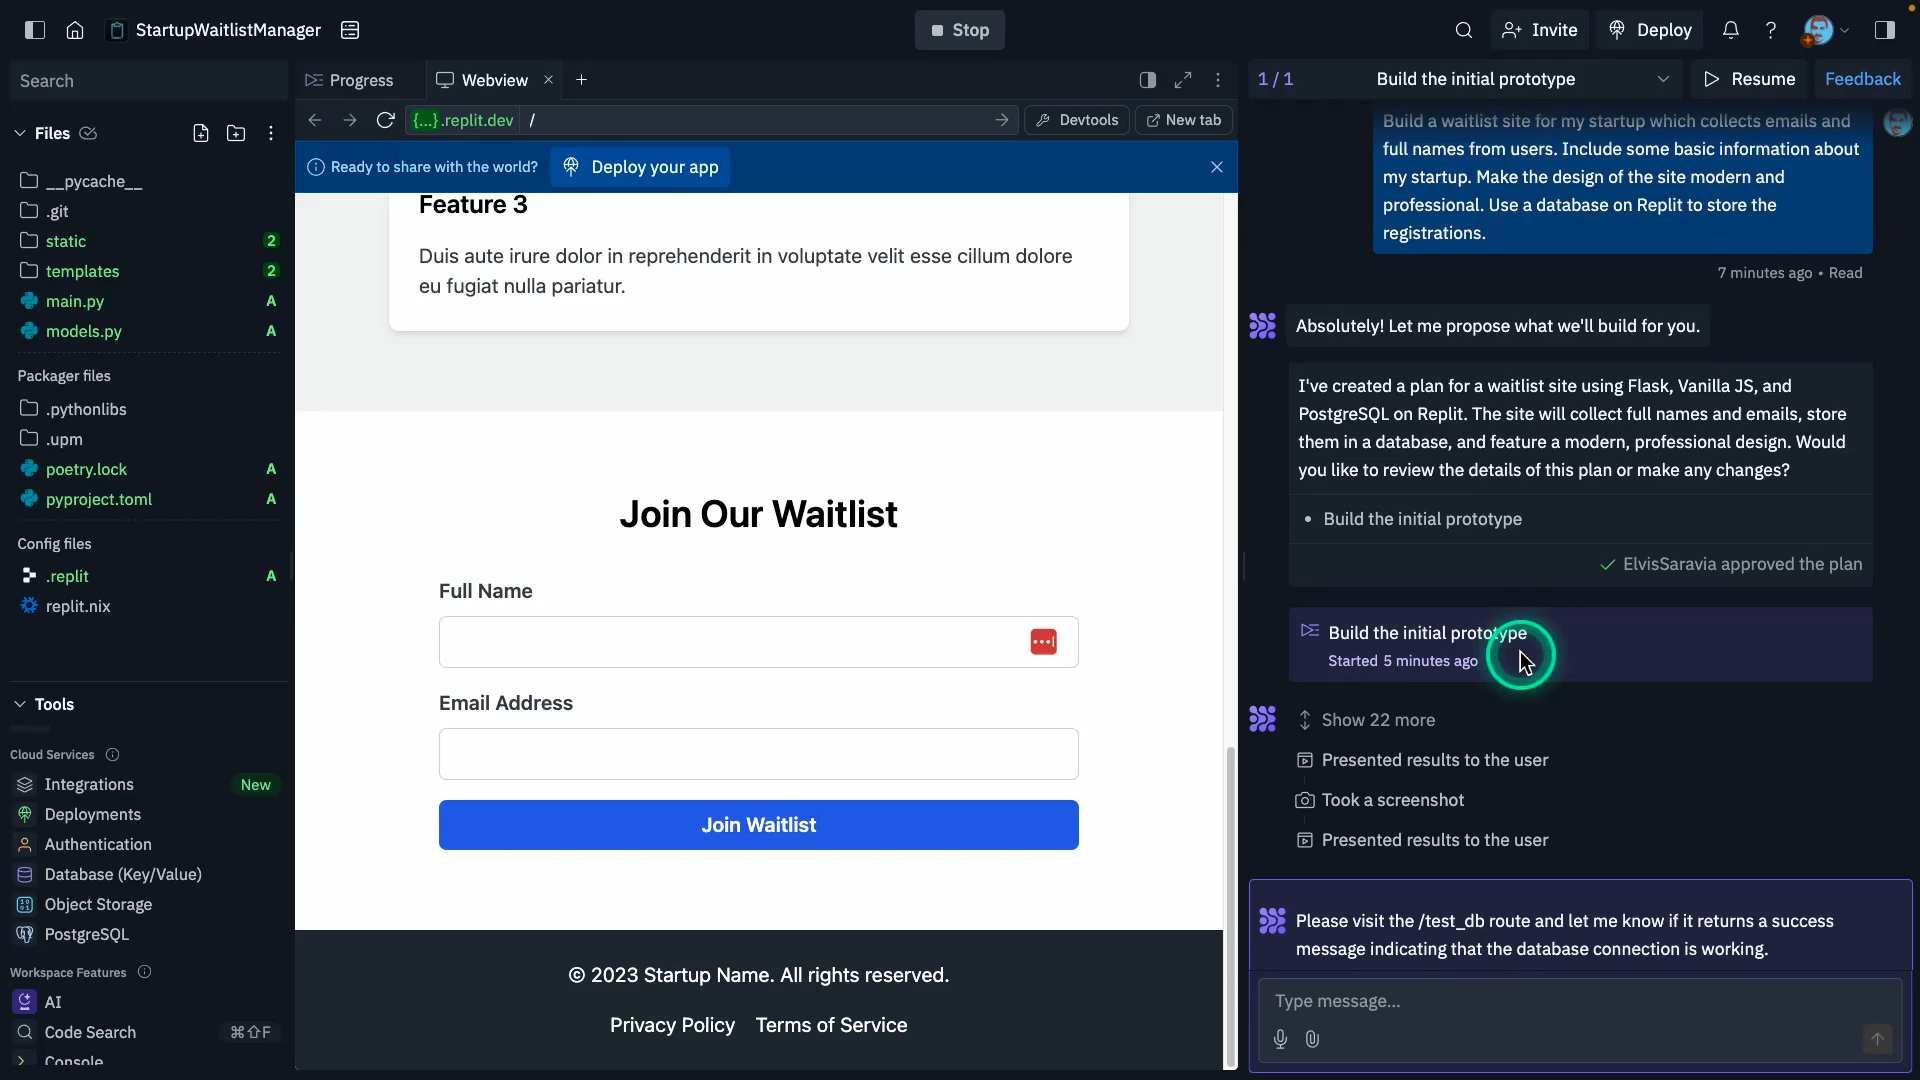 StartupWaitlistManager
Stop
Invite
Deploy
Search
Files
__pycache__
.git
static 2
templates 2
main.py A
models.py A
Packager files
.pythonlibs
.upm
poetry.lock A
pyproject.toml A
Config files
.replit A
replit.nix
Tools
Cloud Services
Integrations New
Deployments
Authentication
Database (Key/Value)
Object Storage
PostgreSQL
Workspace Features
AI
Code Search ⌘⇧F
Console
Progress
Webview
{...}.replit.dev /
Devtools
New tab
Ready to share with the world?
Deploy your app
Feature 3
Duis aute irure dolor in reprehenderit in voluptate velit esse cillum dolore
eu fugiat nulla pariatur.
Join Our Waitlist
Full Name
Email Address
Join Waitlist
© 2023 Startup Name. All rights reserved.
Privacy Policy Terms of Service
1 / 1
Build the initial prototype
Resume
Feedback
Build a waitlist site for my startup which collects emails and
full names from users. Include some basic information about
my startup. Make the design of the site modern and
professional. Use a database on Replit to store the
registrations.
7 minutes ago • Read
Absolutely! Let me propose what we'll build for you.
I've created a plan for a waitlist site using Flask, Vanilla JS, and
PostgreSQL on Replit. The site will collect full names and emails, store
them in a database, and feature a modern, professional design. Would
you like to review the details of this plan or make any changes?
• Build the initial prototype
ElvisSaravia approved the plan
Build the initial prototype
Started 5 minutes ago
Show 22 more
Presented results to the user
Took a screenshot
Presented results to the user
Please visit the /test_db route and let me know if it returns a success
message indicating that the database connection is working.
Type message...